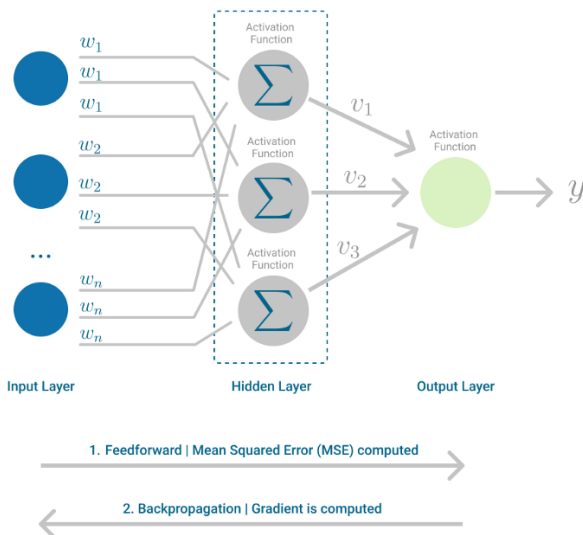 w₁
w₁
w₁
w₂
w₂
w₂
...
wₙ
wₙ
wₙ
Activation
Function
Σ
Activation
Function
Σ
Activation
Function
Σ
v₁
v₂
v₃
Activation
Function
y
Input Layer
Hidden Layer
Output Layer
1. Feedforward | Mean Squared Error (MSE) computed
2. Backpropagation | Gradient is computed